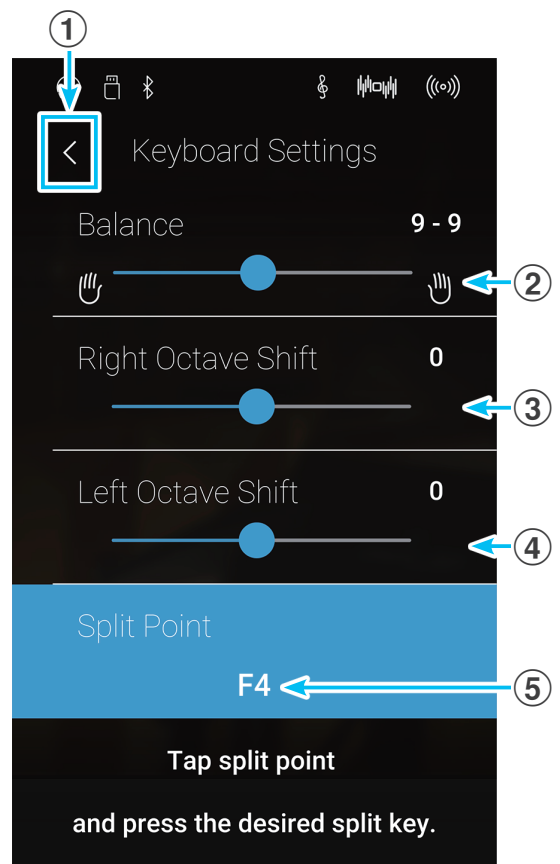 ①
Keyboard Settings
Balance 9 - 9
②
Right Octave Shift 0
③
Left Octave Shift 0
④
Split Point
F4 ⑤
Tap split point
and press the desired split key.